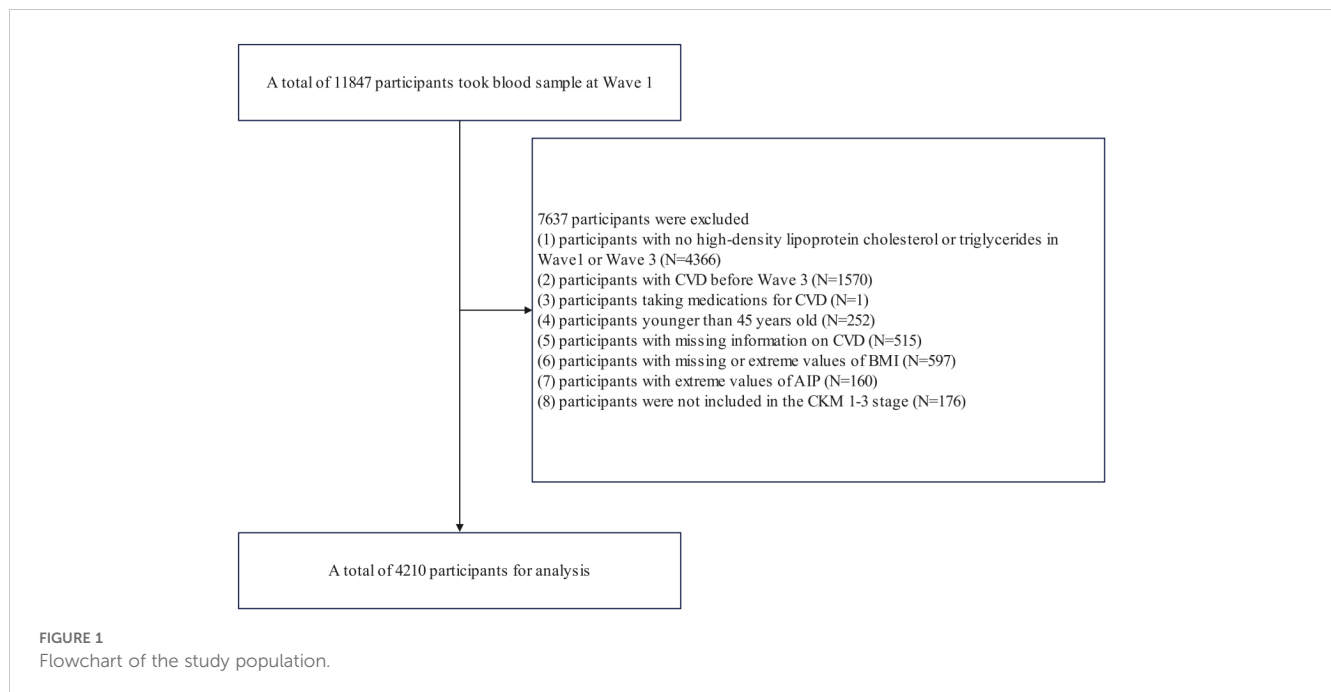 A total of 11847 participants took blood sample at Wave 1
7637 participants were excluded
(1) participants with no high-density lipoprotein cholesterol or triglycerides in
Wave1 or Wave 3 (N=4366)
(2) participants with CVD before Wave 3 (N=1570)
(3) participants taking medications for CVD (N=1)
(4) participants younger than 45 years old (N=252)
(5) participants with missing information on CVD (N=515)
(6) participants with missing or extreme values of BMI (N=597)
(7) participants with extreme values of AIP (N=160)
(8) participants were not included in the CKM 1-3 stage (N=176)
A total of 4210 participants for analysis
FIGURE 1
Flowchart of the study population.